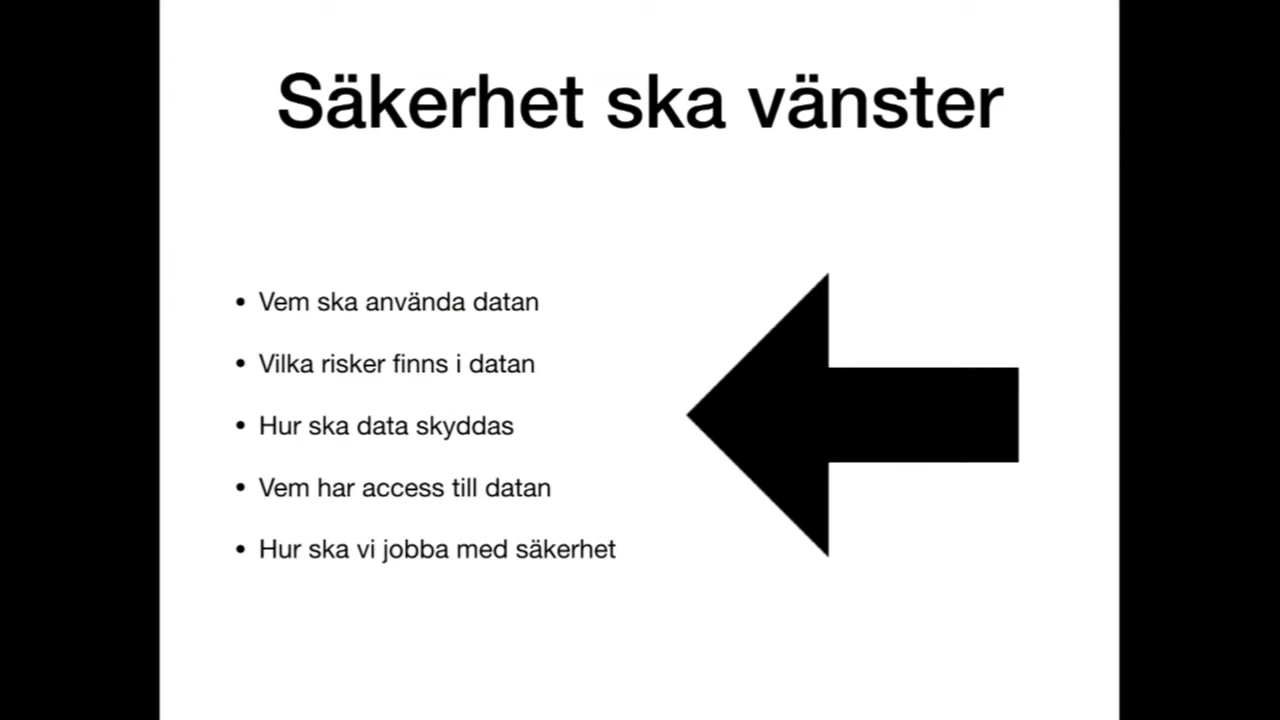 Säkerhet ska vänster
• Vem ska använda datan
• Vilka risker finns i datan
• Hur ska data skyddas
• Vem har access till datan
• Hur ska vi jobba med säkerhet